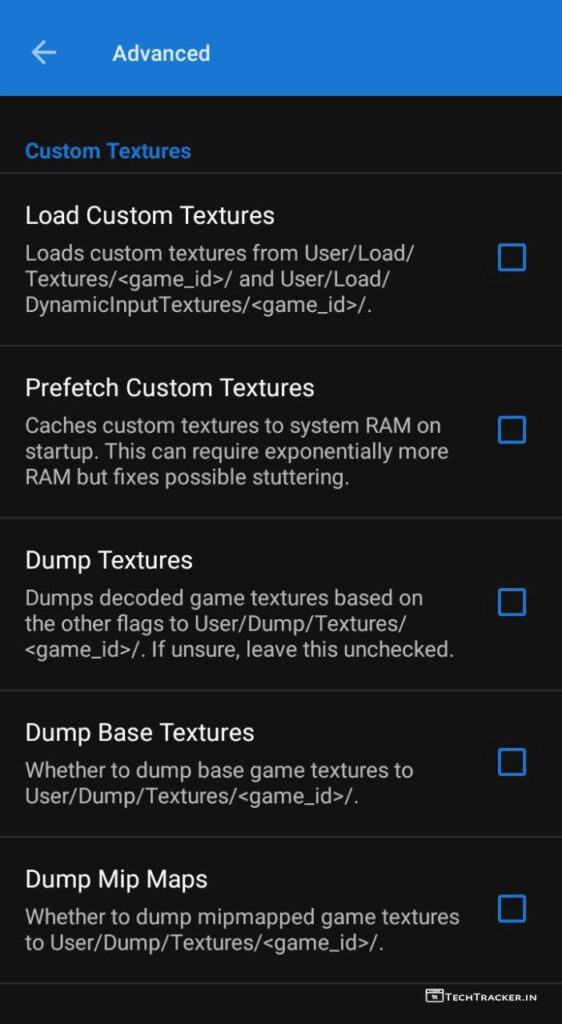 Advanced
Custom Textures
Load Custom Textures
Loads custom textures from User/Load/
Textures/<game_id>/ and User/Load/
DynamicInputTextures/<game_id>/.
Prefetch Custom Textures
Caches custom textures to system RAM on
startup. This can require exponentially more
RAM but fixes possible stuttering.
Dump Textures
Dumps decoded game textures based on
the other flags to User/Dump/Textures/
<game_id>/. If unsure, leave this unchecked.
Dump Base Textures
Whether to dump base game textures to
User/Dump/Textures/<game_id>/.
Dump Mip Maps
Whether to dump mipmapped game textures
to User/Dump/Textures/<game_id>/.
TechTracker.in